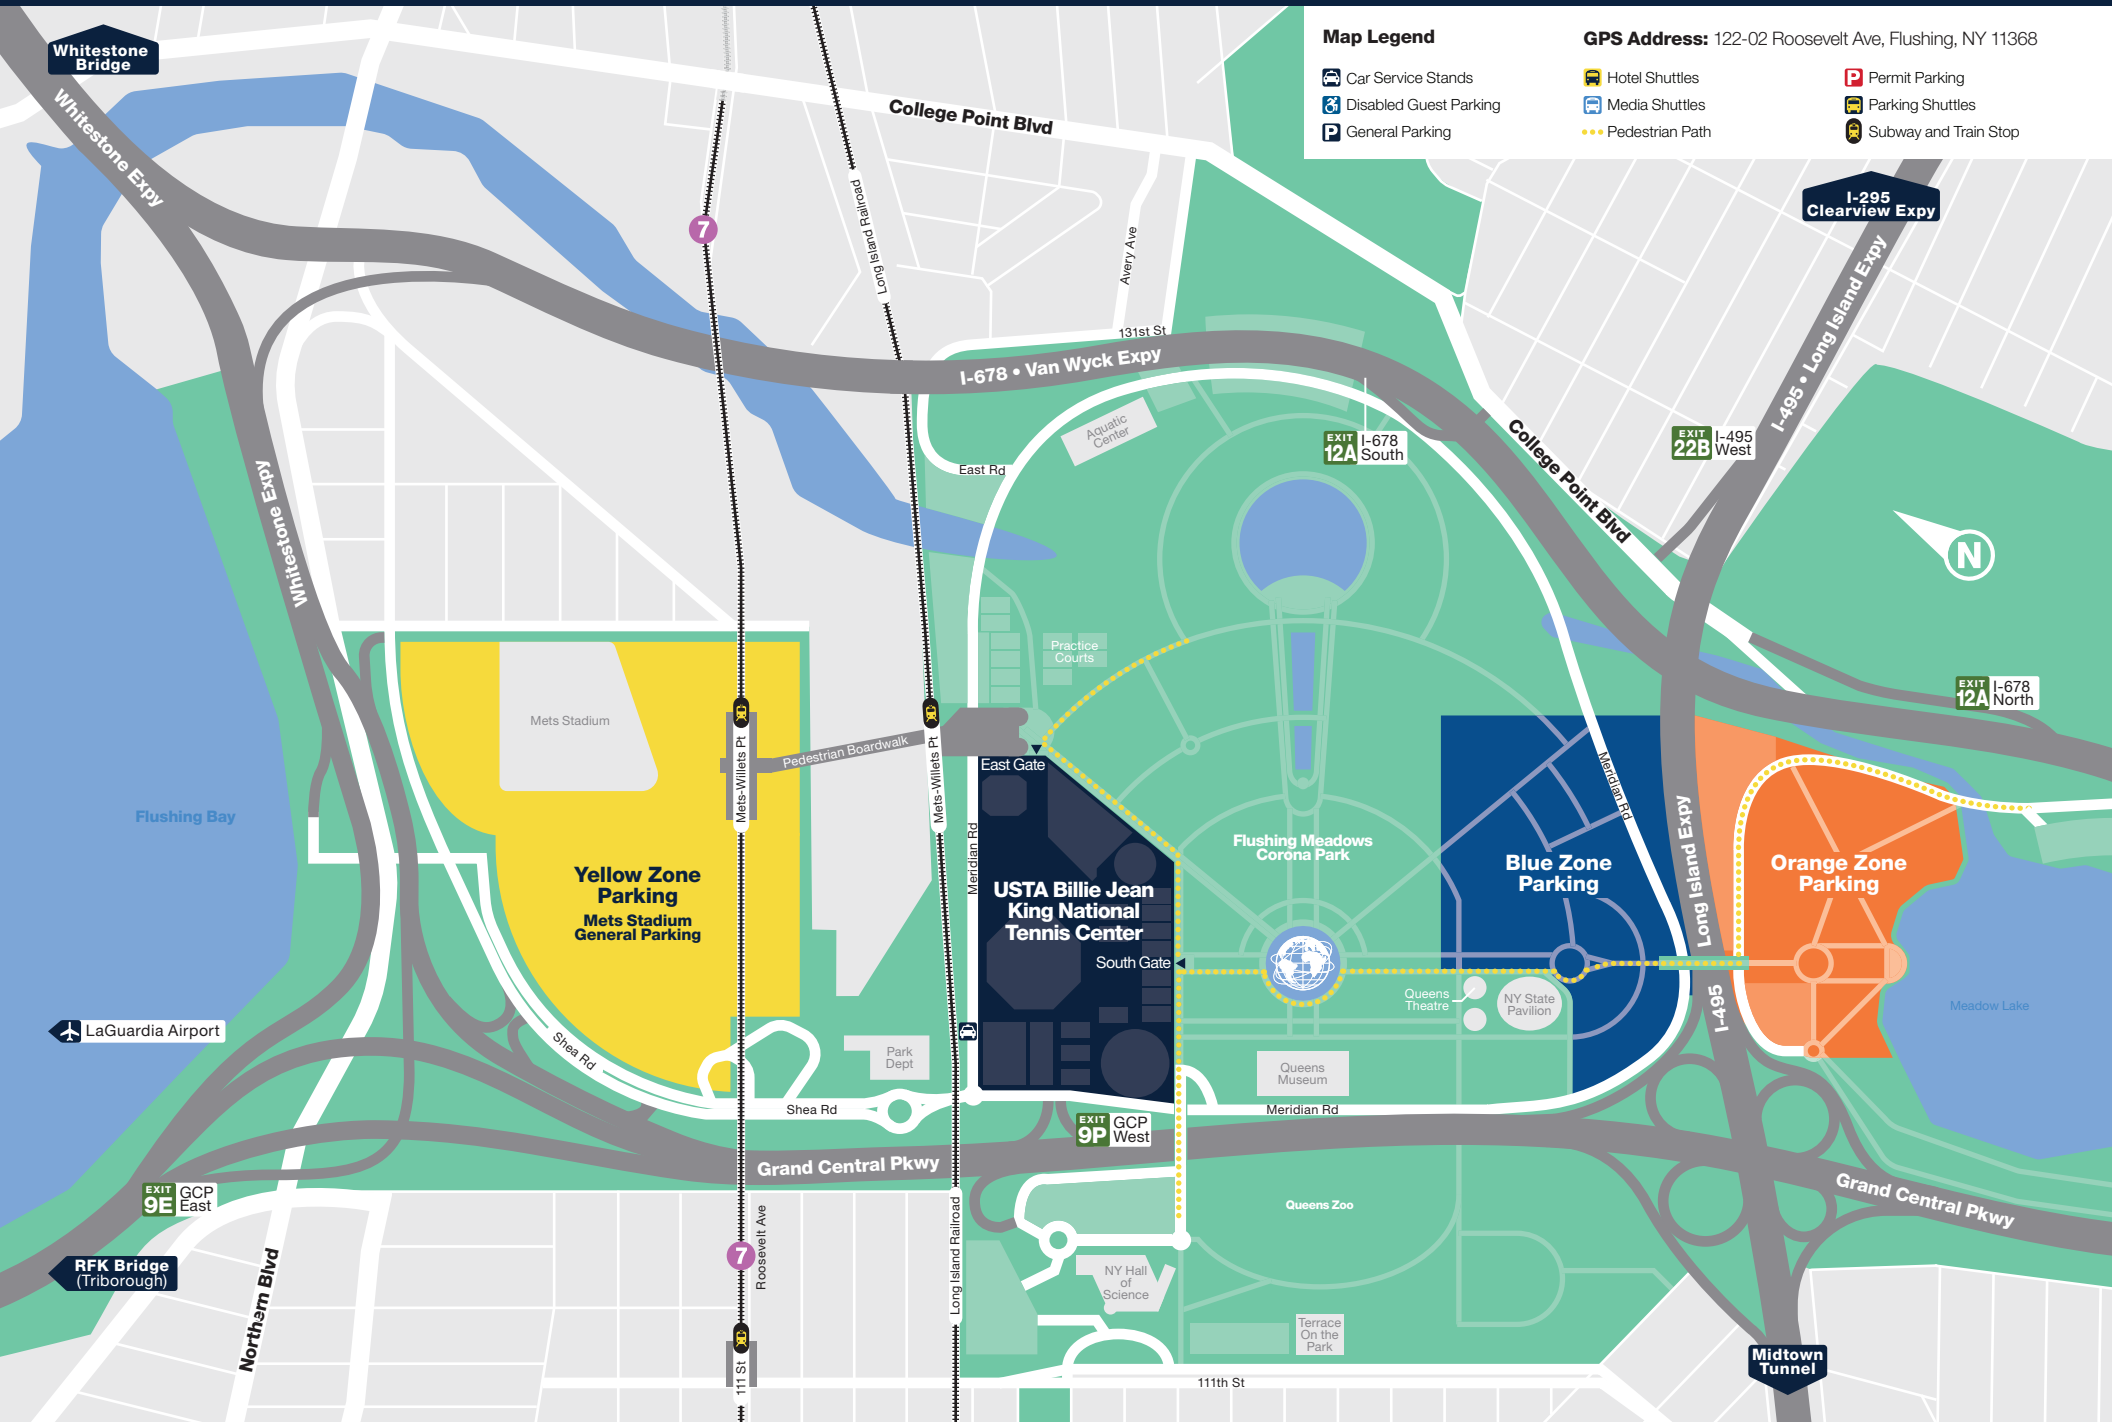 Whitestone
Bridge
Map Legend
Car Service Stands
Disabled Guest Parking
P General Parking
GPS Address: 122-02 Roosevelt Ave, Flushing, NY 11368
Hotel Shuttles
Media Shuttles
Pedestrian Path
P Permit Parking
Parking Shuttles
Subway and Train Stop
Whitestone Expy
College Point Blvd
Long Island Railroad
7
Avery Ave
131st St
I-678 • Van Wyck Expy
I-295
Clearview Expy
I-495 • Long Island Expy
Aquatic
Center
East Rd
EXIT
12A
I-678
South
EXIT
22B
I-495
West
College Point Blvd
N
Whitestone Expy
Practice
Courts
EXIT
12A
I-678
North
Mets Stadium
Mets-Willets Pt
Pedestrian Boardwalk
Mets-Willets Pt
East Gate
Meridian Rd
Meridian Rd
Flushing Bay
Flushing Meadows
Corona Park
Yellow Zone
Parking
Mets Stadium
General Parking
USTA Billie Jean
King National
Tennis Center
South Gate
Blue Zone
Parking
Long Island Expy
Orange Zone
Parking
Queens
Theatre
NY State
Pavilion
I-495
Meadow Lake
LaGuardia Airport
Shea Rd
Park
Dept
Queens
Museum
Shea Rd
Meridian Rd
EXIT
9P
GCP
West
Grand Central Pkwy
EXIT
9E
GCP
East
Queens Zoo
Grand Central Pkwy
RFK Bridge
(Triborough)
Northern Blvd
7
Roosevelt Ave
Long Island Railroad
NY Hall
of
Science
Terrace
On the
Park
111 St
111th St
Midtown
Tunnel